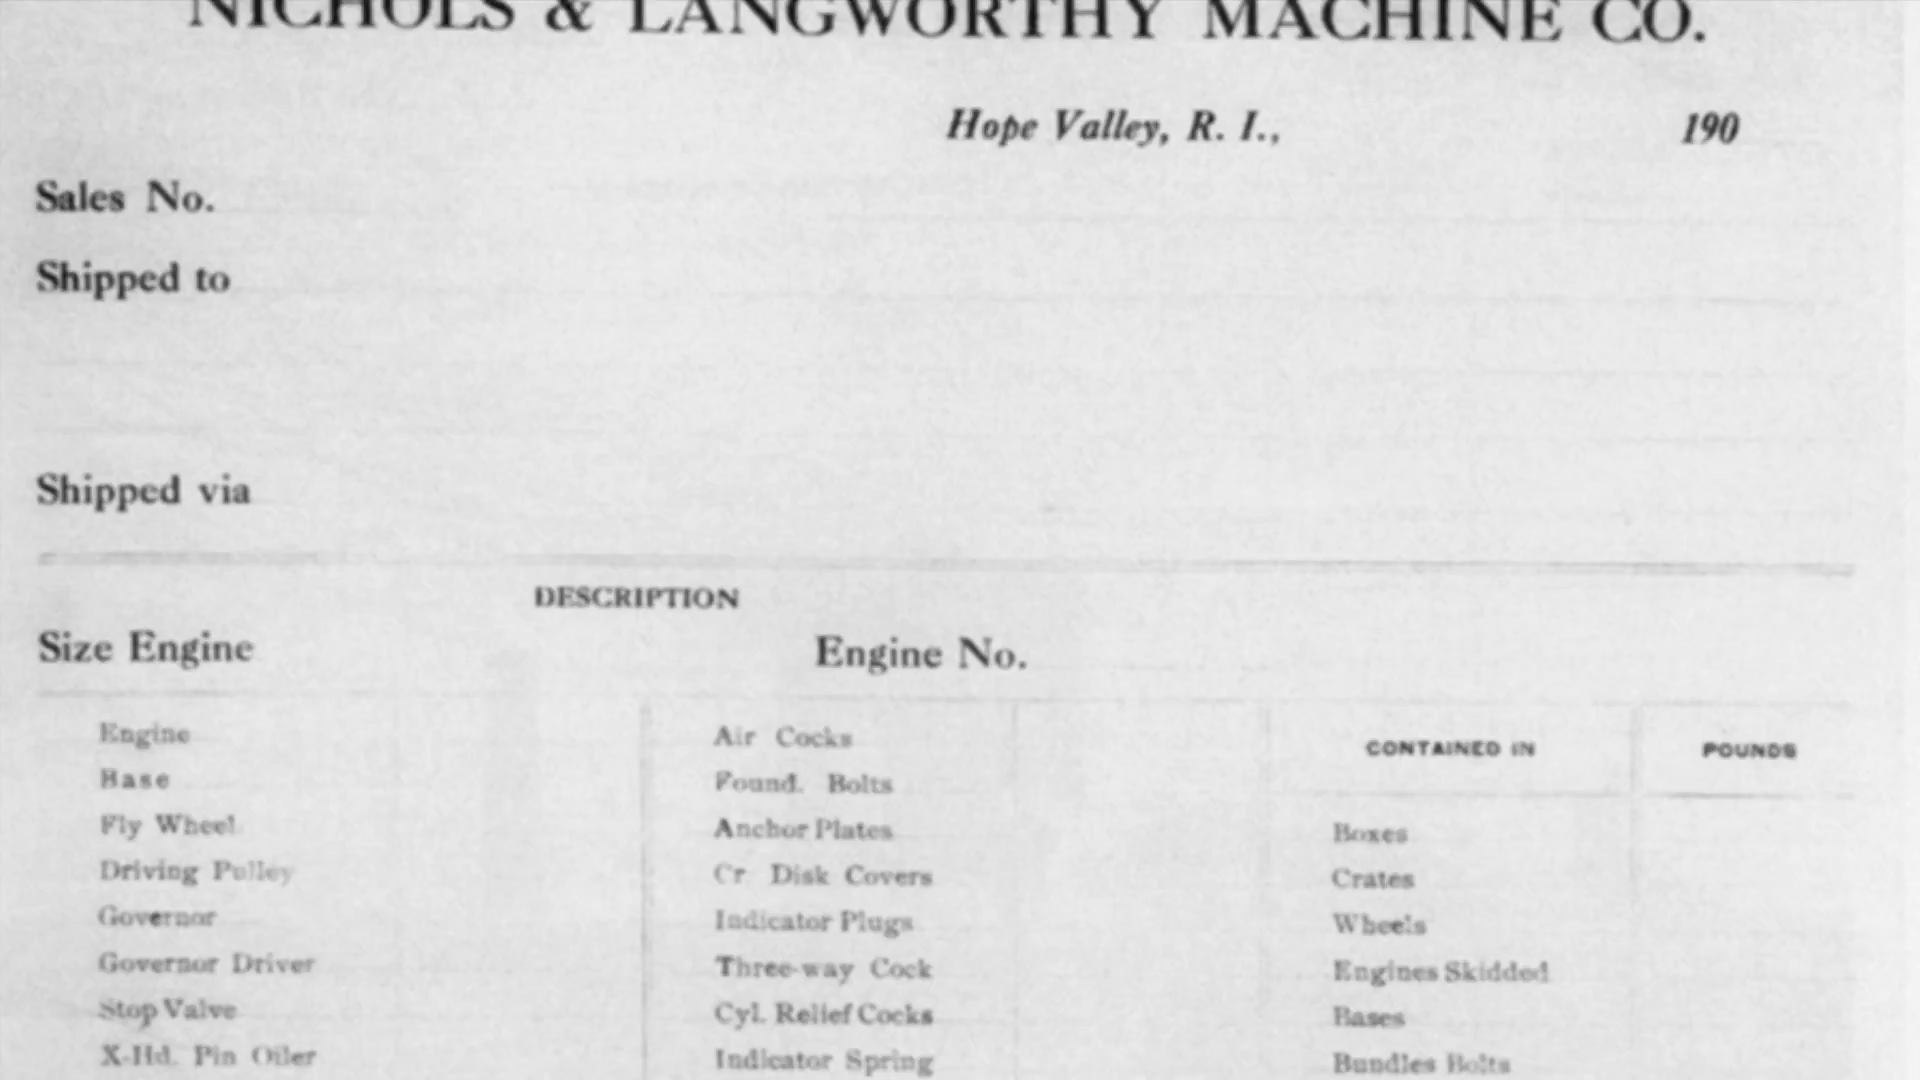 NICHOLS & LANGWORTHY MACHINE CO.
Hope Valley, R. I., 190
Sales No.
Shipped to
Shipped via
DESCRIPTION
Size Engine Engine No.
Engine Air Cocks CONTAINED IN POUNDS
Base Found. Bolts
Fly Wheel Anchor Plates Boxes
Driving Pulley Cr Disk Covers Crates
Governor Indicator Plugs Wheels
Governor Driver Three-way Cock Engines Skidded
Stop Valve Cyl. Relief Cocks Bases
X-Hd. Pin Oiler Indicator Spring Bundles Bolts